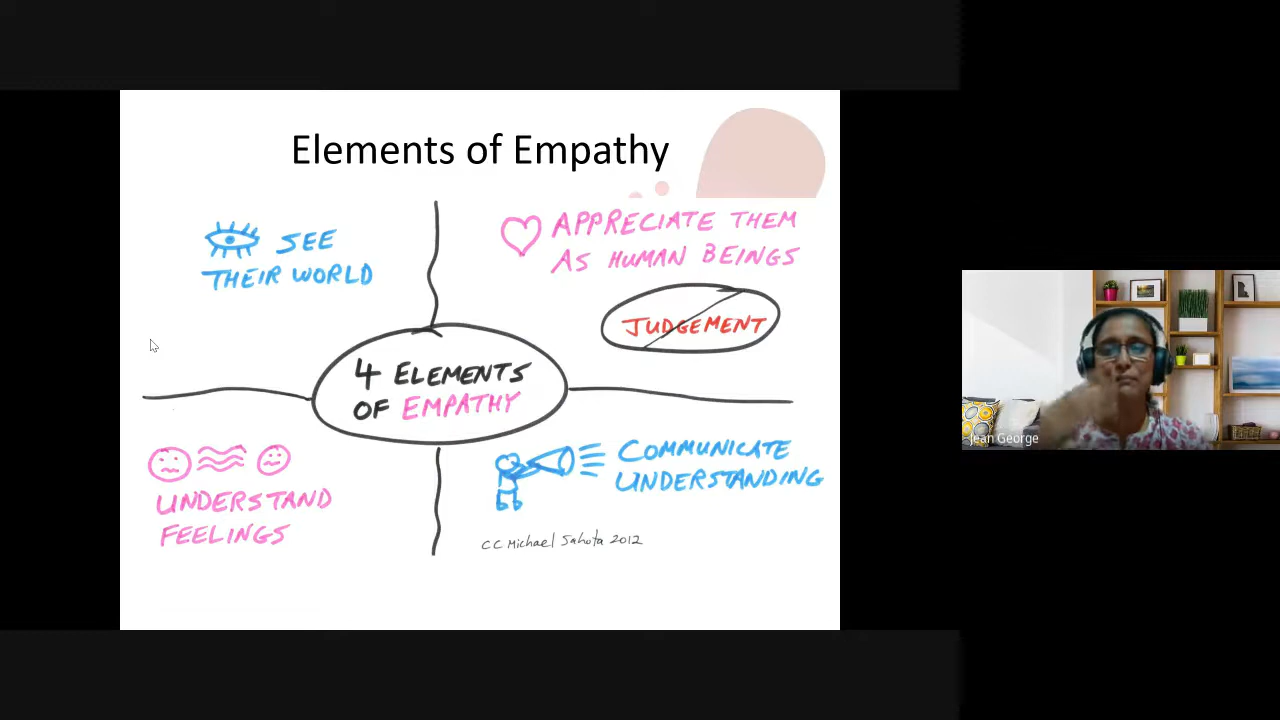 Elements of Empathy
SEE
THEIR WORLD
APPRECIATE THEM
AS HUMAN BEINGS
JUDGEMENT
4 ELEMENTS
OF EMPATHY
UNDERSTAND
FEELINGS
COMMUNICATE
UNDERSTANDING
CC Michael Sahota 2012
Jean George